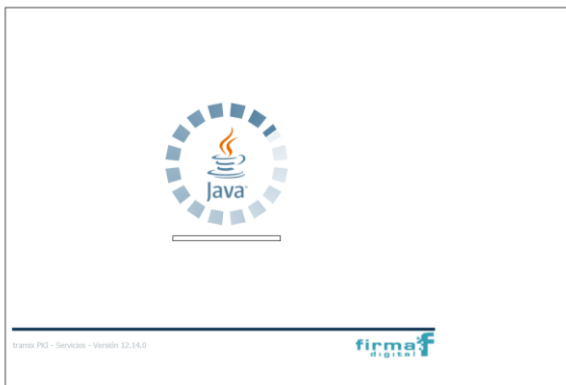 Java
tramix PKI - Servicios - Versión 12.14.0
firma
digital